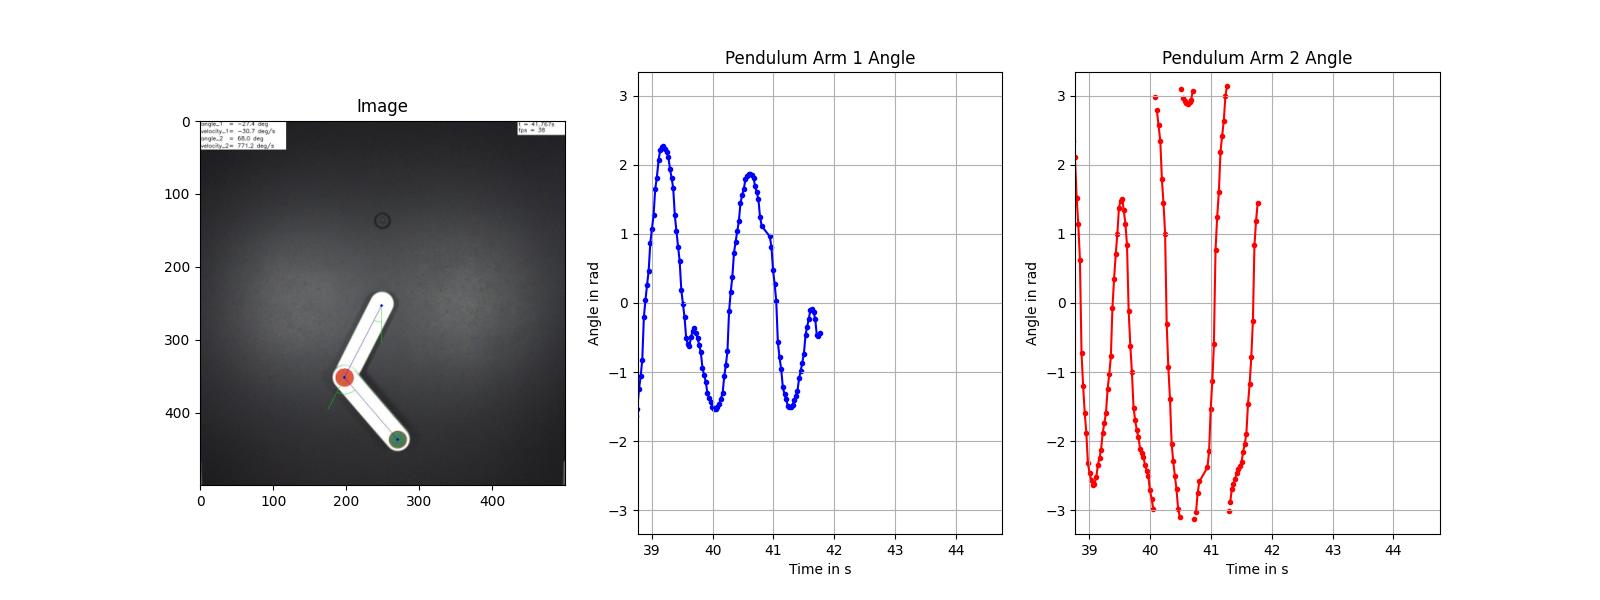 Image
angle_1 = -27.4 deg
velocity_1= -30.7 deg/s
angle_2 = 68.0 deg
velocity_2= 771.2 deg/s
t = 41.767s
fps = 38
0
100
200
300
400
0 100 200 300 400
Pendulum Arm 1 Angle
Angle in rad
3
2
1
0
−1
−2
−3
39 40 41 42 43 44
Time in s
Pendulum Arm 2 Angle
Angle in rad
3
2
1
0
−1
−2
−3
39 40 41 42 43 44
Time in s